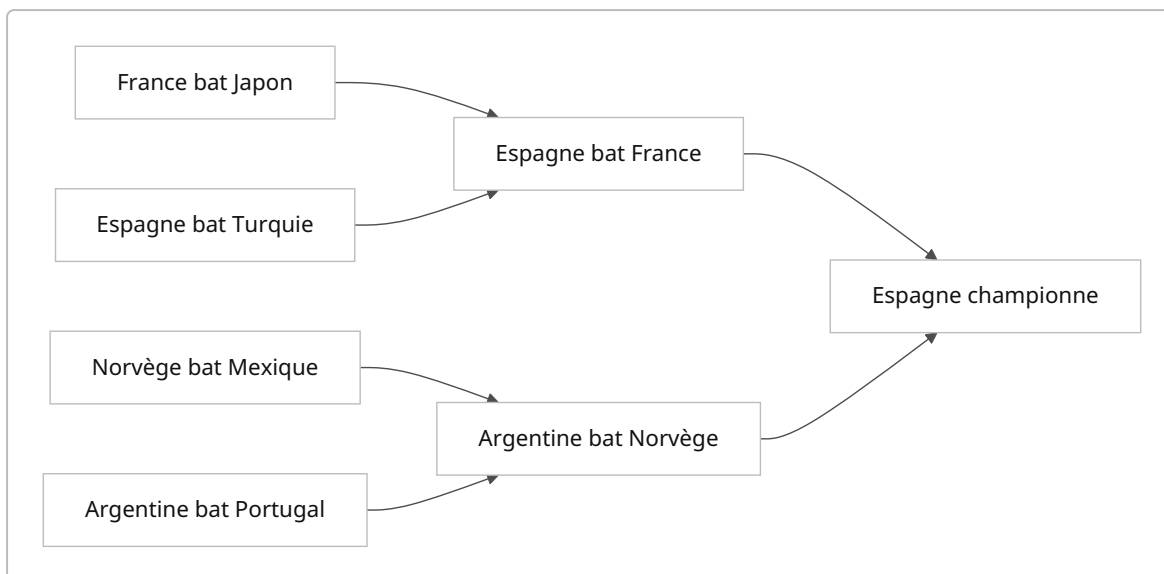 France bat Japon
Espagne bat France
Espagne bat Turquie
Espagne championne
Norvège bat Mexique
Argentine bat Norvège
Argentine bat Portugal